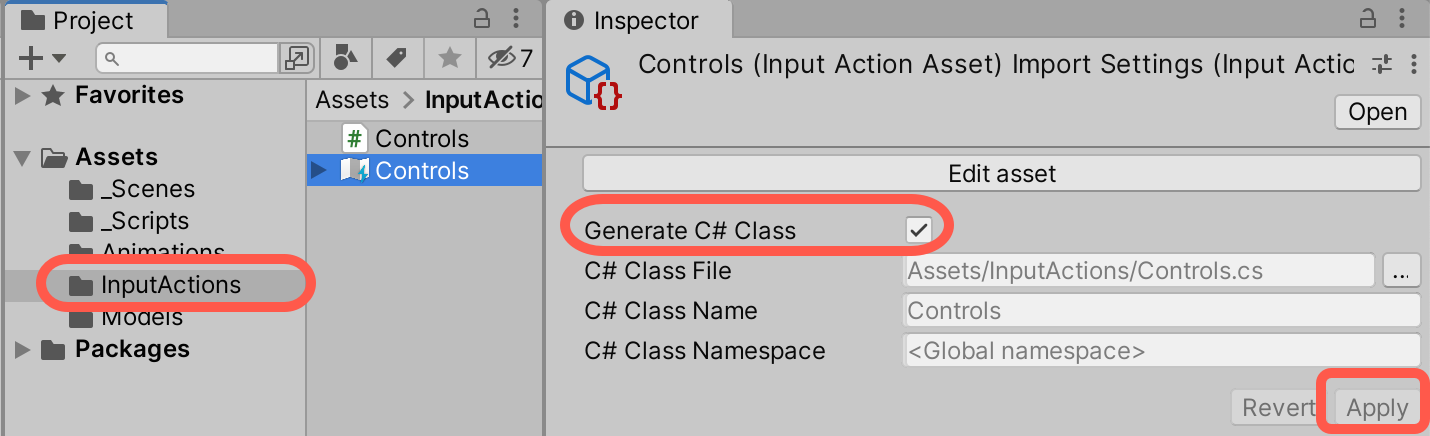 Project
7
Favorites
Assets
_Scenes
_Scripts
Animations
InputActions
Models
Packages
Assets > InputActio
# Controls
Controls
Inspector
Controls (Input Action Asset) Import Settings (Input Actio
Open
Edit asset
Generate C# Class
C# Class File Assets/InputActions/Controls.cs ...
C# Class Name Controls
C# Class Namespace <Global namespace>
Revert Apply